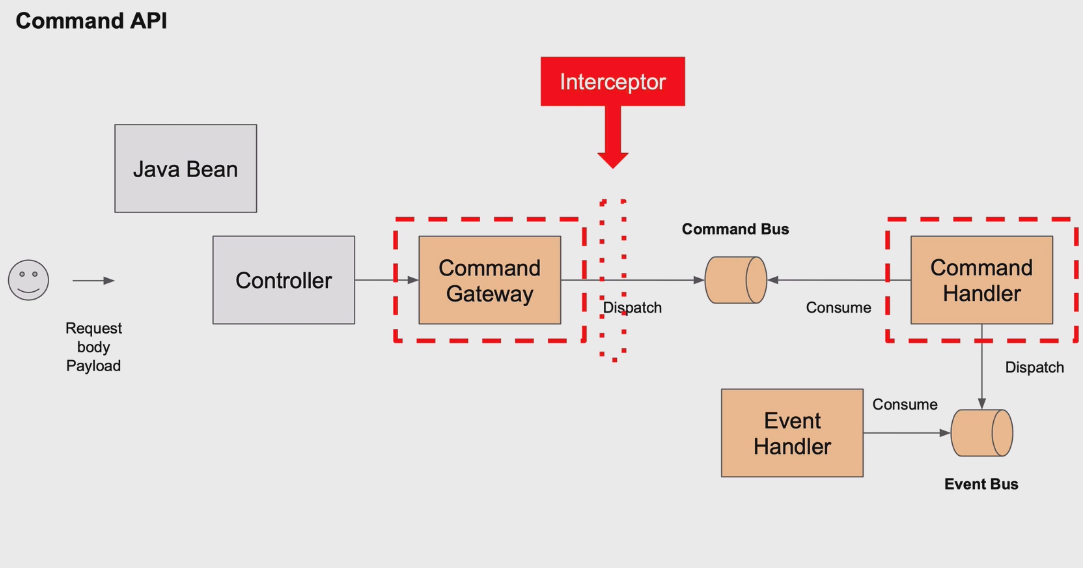 Command API
Interceptor
Java Bean
Controller
Command
Gateway
Command Bus
Command
Handler
Dispatch
Consume
Request
body
Payload
Dispatch
Event
Handler
Consume
Event Bus